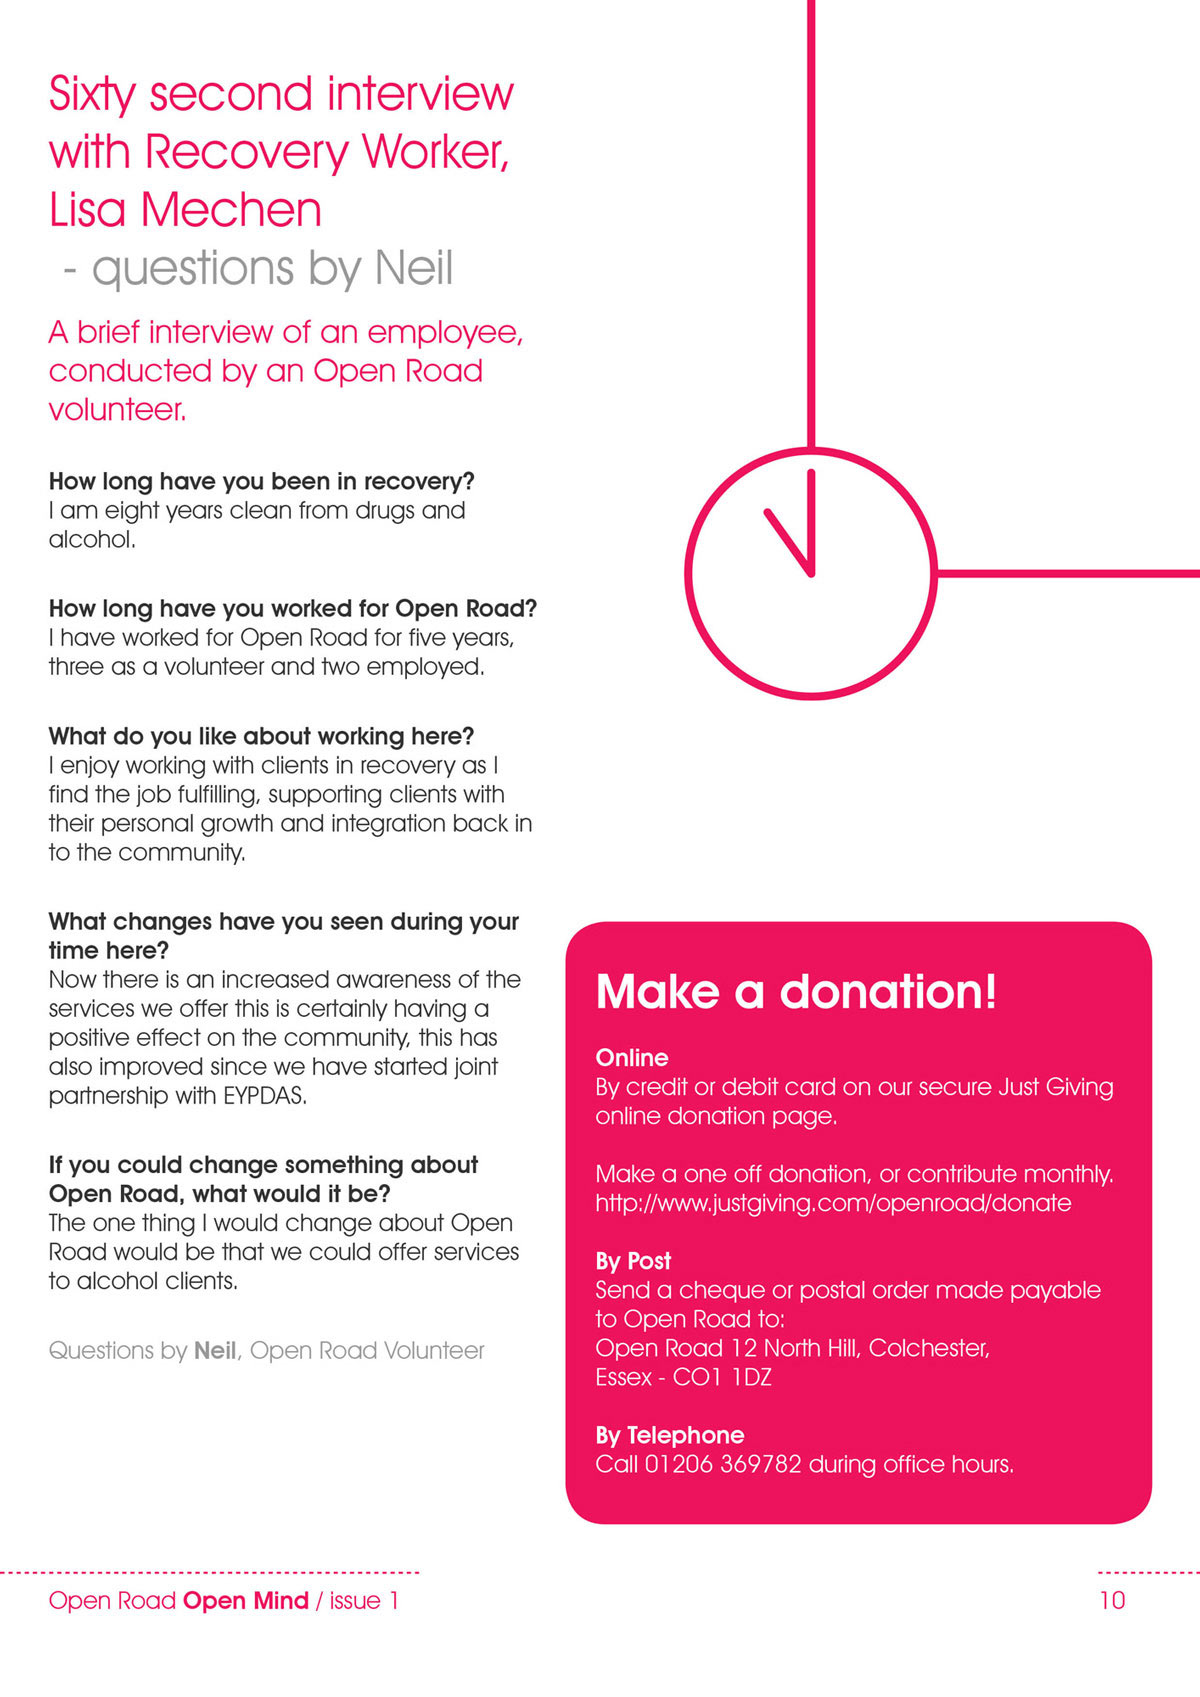 Sixty second interview
with Recovery Worker,
Lisa Mechen
- questions by Neil
A brief interview of an employee,
conducted by an Open Road
volunteer.
How long have you been in recovery?
I am eight years clean from drugs and
alcohol.
How long have you worked for Open Road?
I have worked for Open Road for five years,
three as a volunteer and two employed.
What do you like about working here?
I enjoy working with clients in recovery as I
find the job fulfilling, supporting clients with
their personal growth and integration back in
to the community.
What changes have you seen during your
time here?
Now there is an increased awareness of the
services we offer this is certainly having a
positive effect on the community, this has
also improved since we have started joint
partnership with EYPDAS.
If you could change something about
Open Road, what would it be?
The one thing I would change about Open
Road would be that we could offer services
to alcohol clients.
Questions by Neil, Open Road Volunteer
Make a donation!
Online
By credit or debit card on our secure Just Giving
online donation page.
Make a one off donation, or contribute monthly.
http://www.justgiving.com/openroad/donate
By Post
Send a cheque or postal order made payable
to Open Road to:
Open Road 12 North Hill, Colchester,
Essex - CO1 1DZ
By Telephone
Call 01206 369782 during office hours.
Open Road Open Mind / issue 1
10